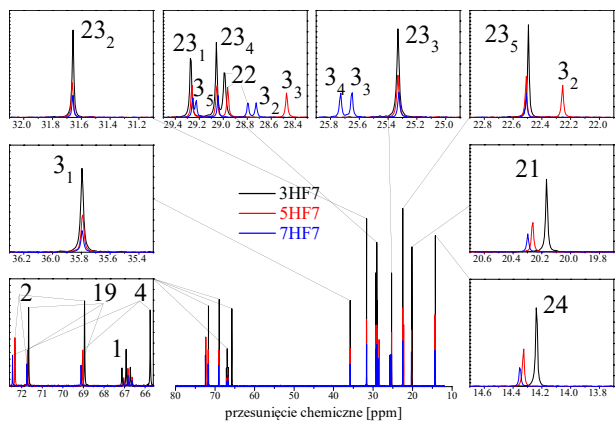 23₂
32.0 31.8 31.6 31.4 31.2
23₁ 23₄
3₅ 22 3₂ 3₃
29.4 29.2 29.0 28.8 28.6 28.4
23₃
3₄ 3₃
25.8 25.6 25.4 25.2 25.0
23₅
3₂
22.8 22.6 22.4 22.2 22.0
3₁
36.2 36.0 35.8 35.6 35.4
3HF7
5HF7
7HF7
21
20.6 20.4 20.2 20.0 19.8
2 19 4
1
72 71 70 69 68 67 66
80 70 60 50 40 30 20 10
przesunięcie chemiczne [ppm]
24
14.6 14.4 14.2 14.0 13.8